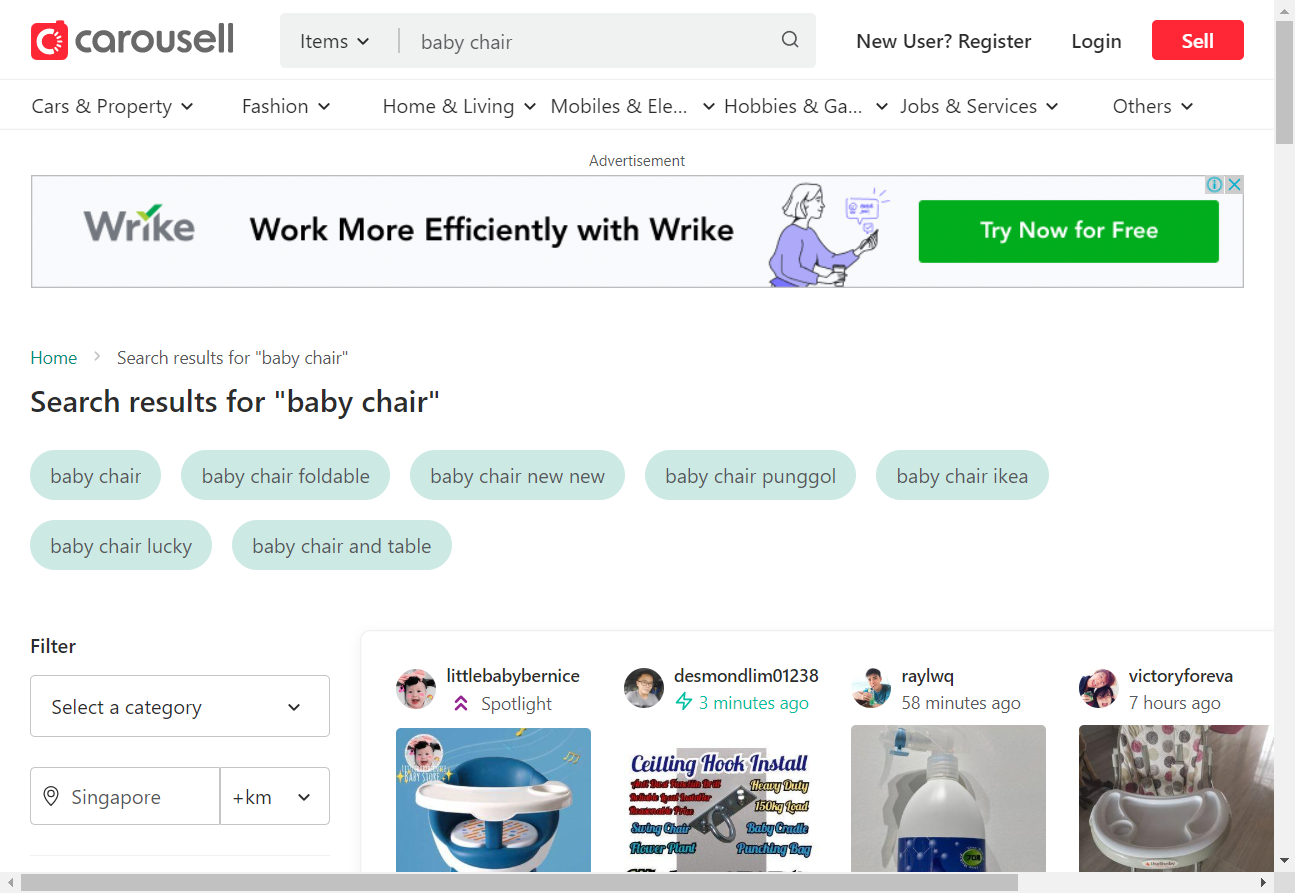 carousell
Items
baby chair
New User? Register
Login
Sell
Cars & Property
Fashion
Home & Living
Mobiles & Ele...
Hobbies & Ga...
Jobs & Services
Others
Advertisement
Wrike
Work More Efficiently with Wrike
Try Now for Free
Home
Search results for "baby chair"
Search results for "baby chair"
baby chair
baby chair foldable
baby chair new new
baby chair punggol
baby chair ikea
baby chair lucky
baby chair and table
Filter
Select a category
Singapore
+km
littlebabybernice
Spotlight
desmondlim01238
3 minutes ago
raylwq
58 minutes ago
victoryforeva
7 hours ago
BABY STORE
Ceilling Hook Install
Heavy Duty
Reasonable Price
150kg Load
Swing Chair
Baby Cradle
Flower Plant
Punching Bag